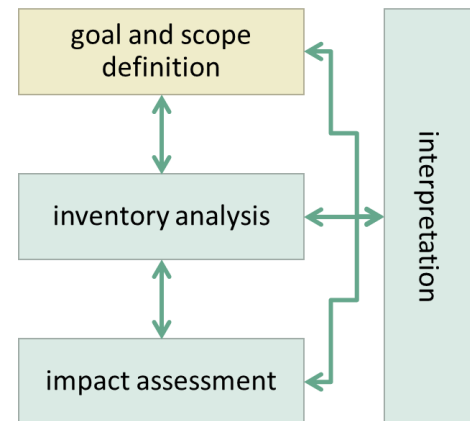 goal and scope
definition
inventory analysis
impact assessment
interpretation